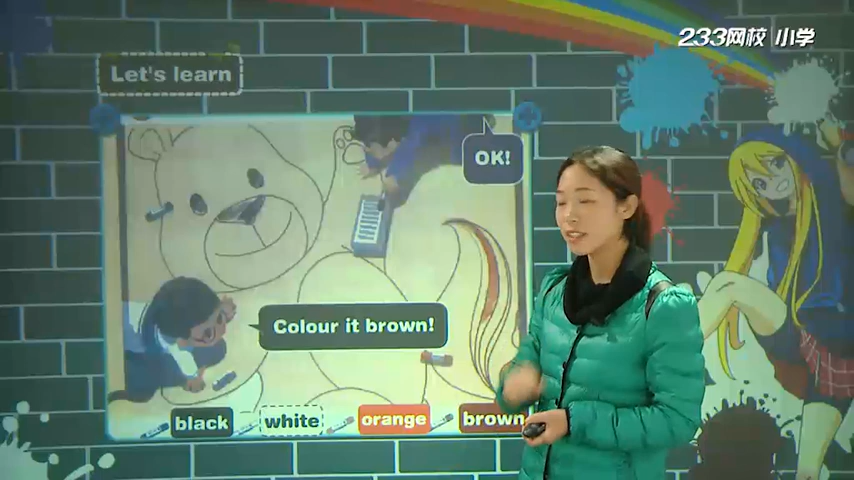 233网校 小学
Let's learn
OK!
Colour it brown!
black white orange brown